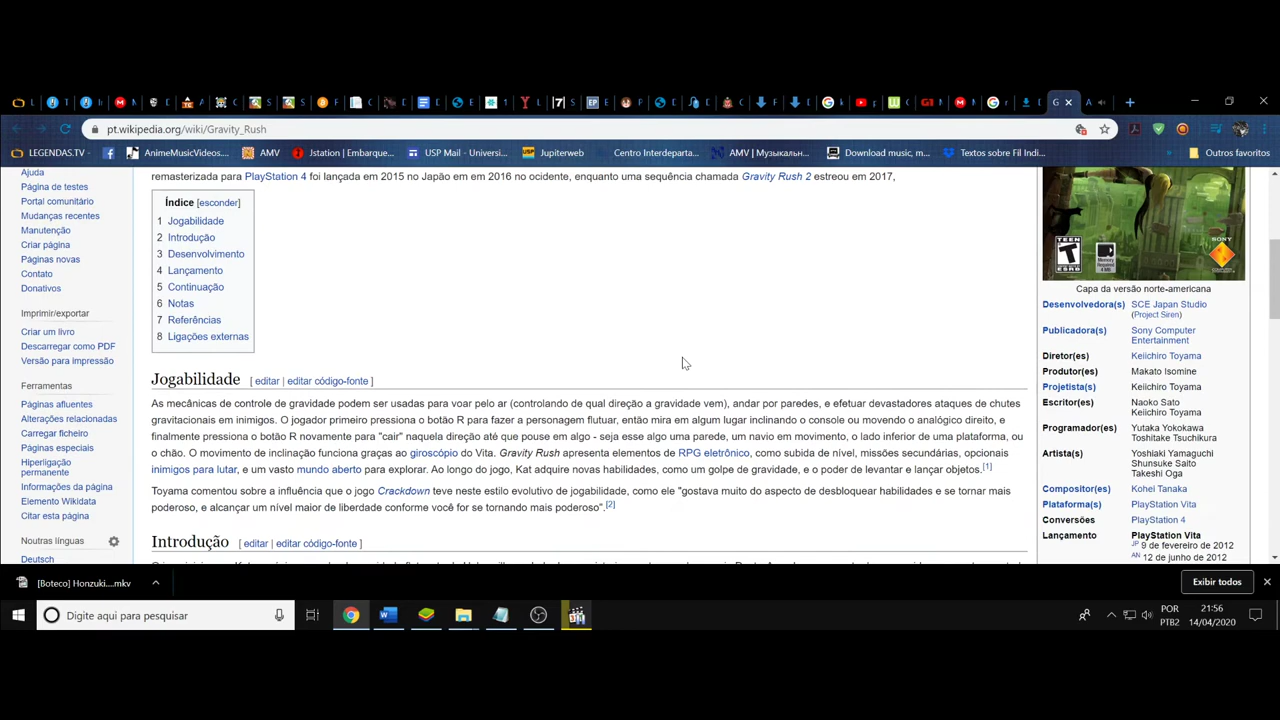 pt.wikipedia.org/wiki/Gravity_Rush
LEGENDAS.TV
AnimeMusicVideos....
AMV
Jstation | Embarque...
USP Mail - Universi...
Jupiterweb
Centro Interdeparta...
AMV | Музыкальн...
Download music, m...
Textos sobre Fil Indi...
Outros favoritos
Ajuda
Página de testes
Portal comunitário
Mudanças recentes
Manutenção
Criar página
Páginas novas
Contato
Donativos
Imprimir/exportar
Criar um livro
Descarregar como PDF
Versão para impressão
Ferramentas
Páginas afluentes
Alterações relacionadas
Carregar ficheiro
Páginas especiais
Hiperligação
permanente
Informações da página
Elemento Wikidata
Citar esta página
Noutras línguas
Deutsch
remasterizada para PlayStation 4 foi lançada em 2015 no Japão em em 2016 no ocidente, enquanto uma sequência chamada Gravity Rush 2 estreou em 2017,
Índice [esconder]
1 Jogabilidade
2 Introdução
3 Desenvolvimento
4 Lançamento
5 Continuação
6 Notas
7 Referências
8 Ligações externas
Jogabilidade [ editar | editar código-fonte ]
As mecânicas de controle de gravidade podem ser usadas para voar pelo ar (controlando de qual direção a gravidade vem), andar por paredes, e efetuar devastadores ataques de chutes
gravitacionais em inimigos. O jogador primeiro pressiona o botão R para fazer a personagem flutuar, então mira em algum lugar inclinando o console ou movendo o analógico direito, e
finalmente pressiona o botão R novamente para "cair" naquela direção até que pouse em algo - seja esse algo uma parede, um navio em movimento, o lado inferior de uma plataforma, ou
o chão. O movimento de inclinação funciona graças ao giroscópio do Vita. Gravity Rush apresenta elementos de RPG eletrônico, como subida de nível, missões secundárias, opcionais
inimigos para lutar, e um vasto mundo aberto para explorar. Ao longo do jogo, Kat adquire novas habilidades, como um golpe de gravidade, e o poder de levantar e lançar objetos.[1]
Toyama comentou sobre a influência que o jogo Crackdown teve neste estilo evolutivo de jogabilidade, como ele "gostava muito do aspecto de desbloquear habilidades e se tornar mais
poderoso, e alcançar um nível maior de liberdade conforme você for se tornando mais poderoso".[2]
Introdução [ editar | editar código-fonte ]
TEEN
T
ESRB
SONY
Capa da versão norte-americana
Desenvolvedora(s) SCE Japan Studio
(Project Siren)
Publicadora(s) Sony Computer
Entertainment
Diretor(es) Keiichiro Toyama
Produtor(es) Makato Isomine
Projetista(s) Keiichiro Toyama
Escritor(es) Naoko Sato
Keiichiro Toyama
Programador(es) Yutaka Yokokawa
Toshitake Tsuchikura
Artista(s) Yoshiaki Yamaguchi
Shunsuke Saito
Takeshi Oga
Compositor(es) Kohei Tanaka
Plataforma(s) PlayStation Vita
Conversões PlayStation 4
Lançamento PlayStation Vita
JP 9 de fevereiro de 2012
AN 12 de junho de 2012
[Boteco] Honzuki....mkv
Exibir todos
Digite aqui para pesquisar
POR
PTB2
21:56
14/04/2020